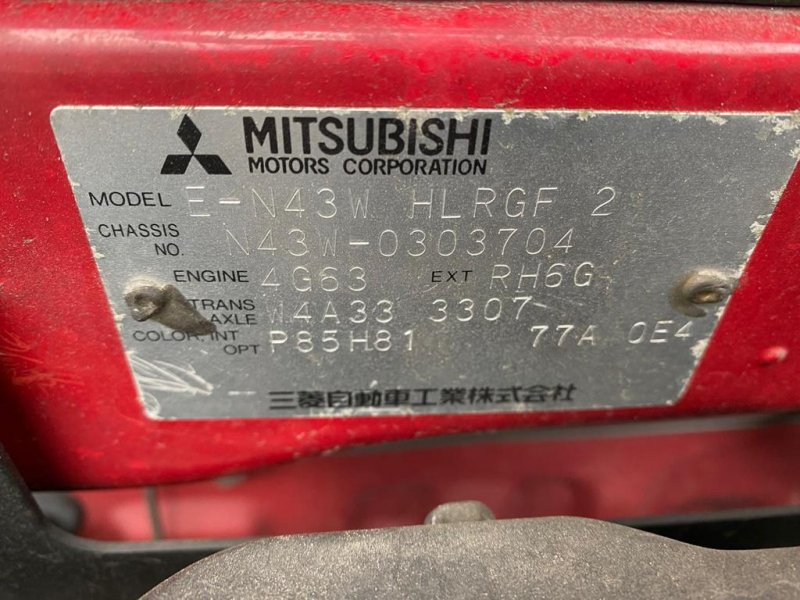 MITSUBISHI
MOTORS CORPORATION
MODEL E-N43W HLRGF 2
CHASSIS NO. N43W-0303704
ENGINE 4G63 EXT RH6G
TRANS AXLE W4A33 3307
COLOR, INT OPT P85H81 77A 0E4
三菱自動車工業株式会社